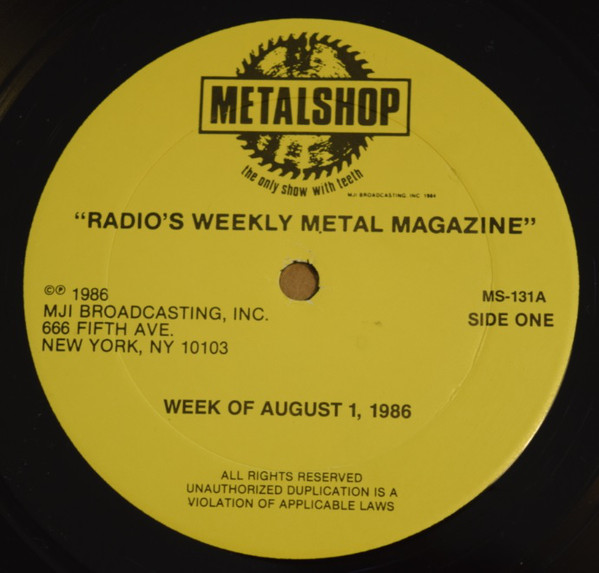 METALSHOP
the only show with teeth
MJI BROADCASTING, INC 1984
"RADIO'S WEEKLY METAL MAGAZINE"
©℗ 1986
MJI BROADCASTING, INC.
666 FIFTH AVE.
NEW YORK, NY 10103
MS-131A
SIDE ONE
WEEK OF AUGUST 1, 1986
ALL RIGHTS RESERVED
UNAUTHORIZED DUPLICATION IS A
VIOLATION OF APPLICABLE LAWS